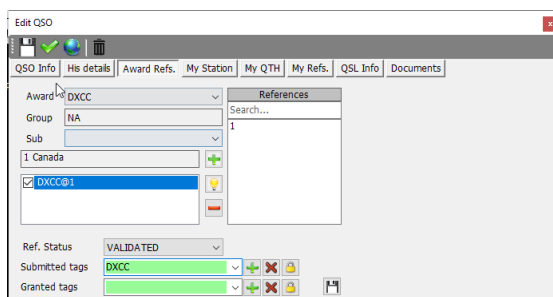 Edit QSO
x
QSO Info His details Award Refs. My Station My QTH My Refs. QSL Info Documents
Award DXCC
References
Group NA
Search...
Sub
1
1 Canada
DXCC@1
Ref. Status VALIDATED
Submitted tags DXCC
Granted tags